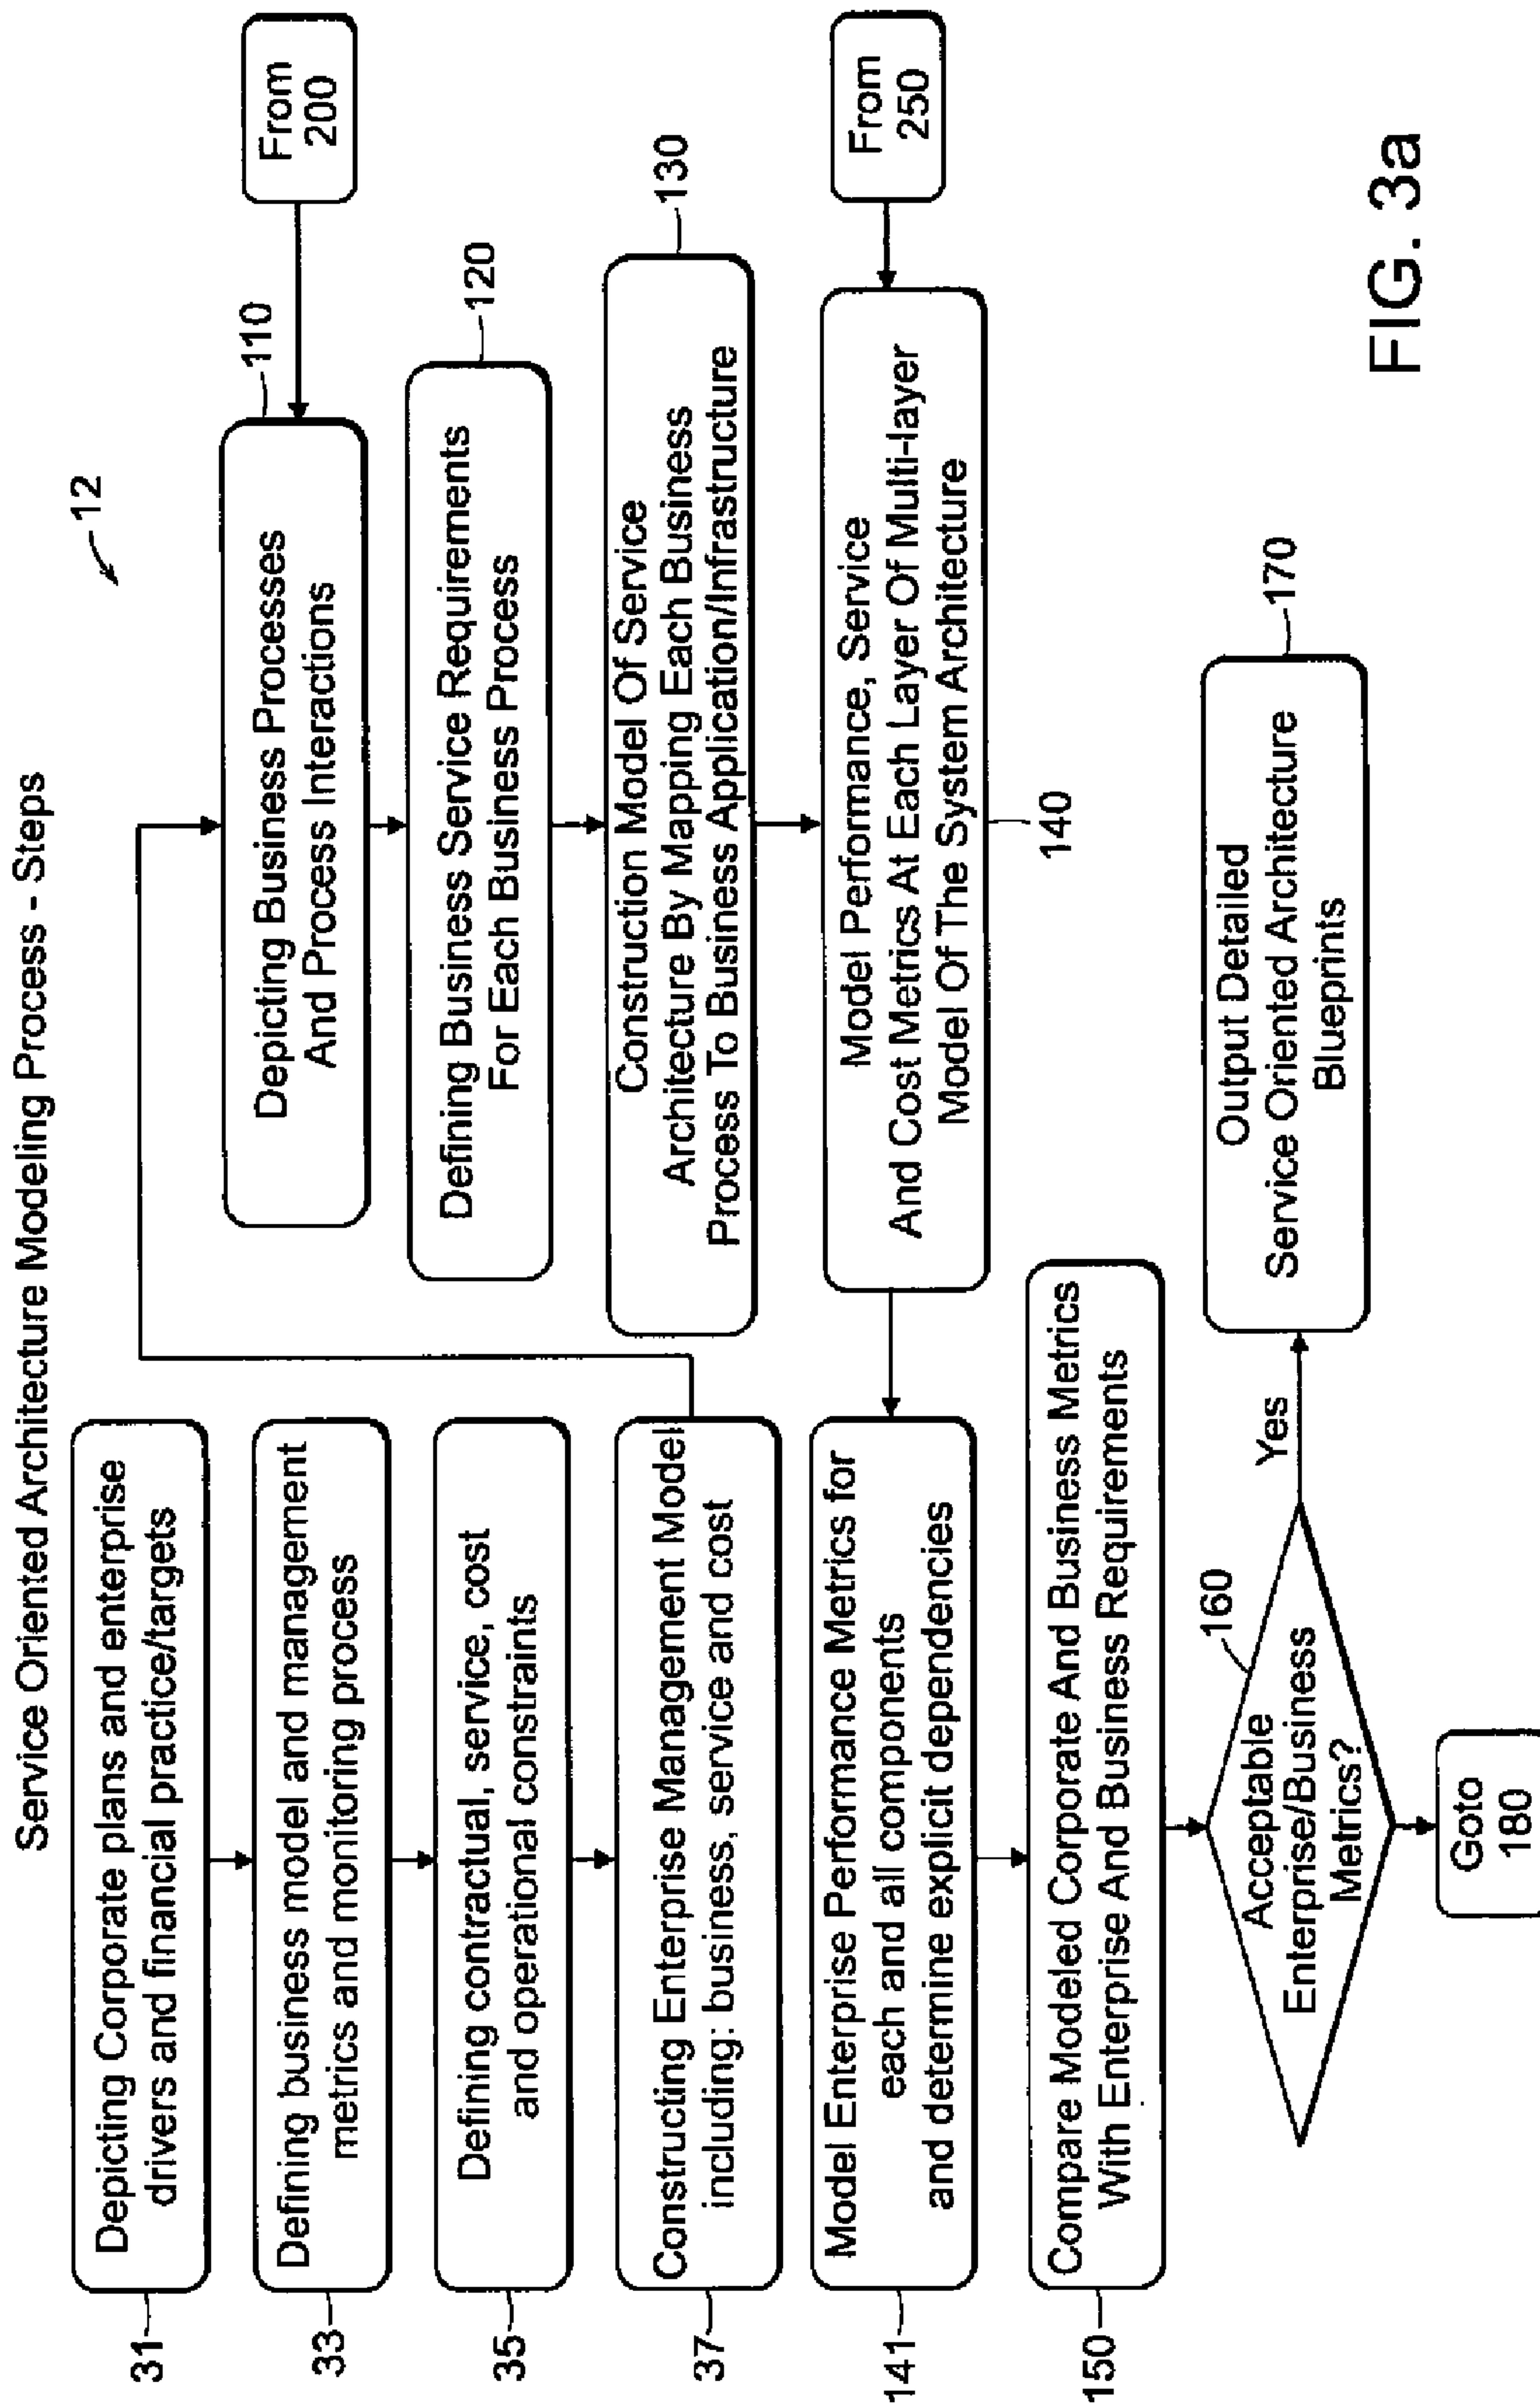 Service Oriented Architecture Modeling Process - Steps
12
31
Depicting Corporate plans and enterprise
drivers and financial practice/targets
33
Defining business model and management
metrics and monitoring process
35
Defining contractual, service, cost
and operational constraints
37
Constructing Enterprise Management Model
including: business, service and cost
110
Depicting Business Processes
And Process Interactions
From
200
120
Defining Business Service Requirements
For Each Business Process
130
Construction Model Of Service
Architecture By Mapping Each Business
Process To Business Application/Infrastructure
Model Performance, Service
And Cost Metrics At Each Layer Of Multi-layer
Model Of The System Architecture
140
From
250
141
Model Enterprise Performance Metrics for
each and all components
and determine explicit dependencies
150
Compare Modeled Corporate And Business Metrics
With Enterprise And Business Requirements
160
Acceptable
Enterprise/Business
Metrics?
Yes
170
Output Detailed
Service Oriented Architecture
Blueprints
Goto
180
FIG. 3a